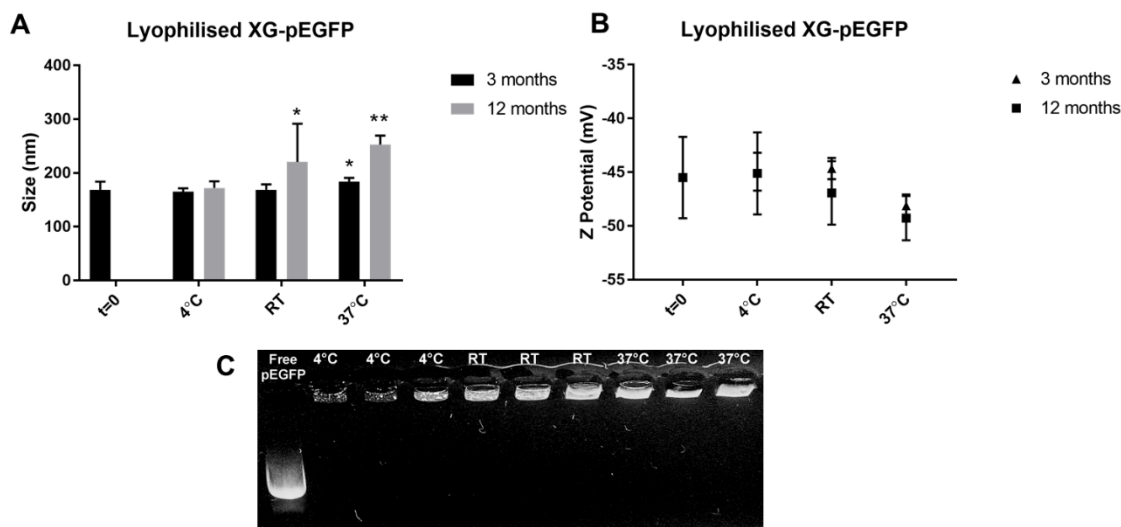 A
Lyophilised XG-pEGFP
400
300
200
100
0
Size (nm)
* ** *
t=0 4°C RT 37°C
3 months
12 months
B
Lyophilised XG-pEGFP
-35
-40
-45
-50
-55
Z Potential (mV)
t=0 4°C RT 37°C
3 months
12 months
C
Free 4°C 4°C 4°C RT RT RT 37°C 37°C 37°C
pEGFP